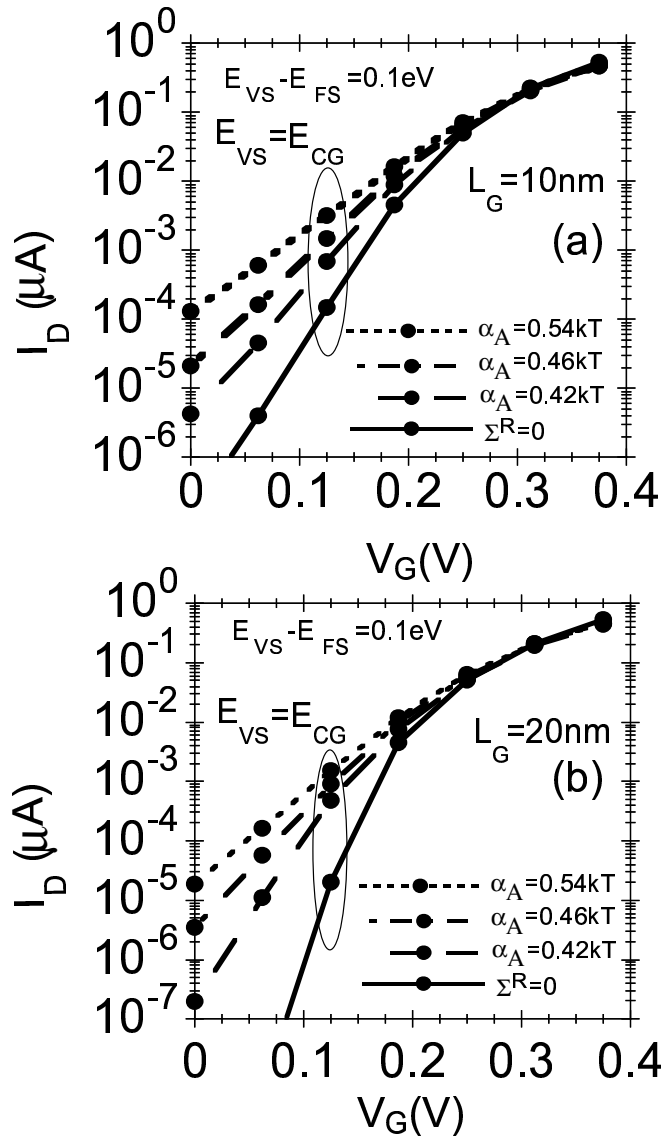 10⁰
E_VS-E_FS=0.1eV
10⁻¹
E_VS=E_CG
10⁻²
L_G=10nm
10⁻³
(a)
I_D (μA)
10⁻⁴
α_A=0.54kT
α_A=0.46kT
10⁻⁵
α_A=0.42kT
Σ^R=0
10⁻⁶
0 0.1 0.2 0.3 0.4
V_G(V)
10⁰
E_VS-E_FS=0.1eV
10⁻¹
E_VS=E_CG
10⁻²
L_G=20nm
10⁻³
(b)
I_D (μA)
10⁻⁴
10⁻⁵
α_A=0.54kT
α_A=0.46kT
10⁻⁶
α_A=0.42kT
Σ^R=0
10⁻⁷
0 0.1 0.2 0.3 0.4
V_G(V)